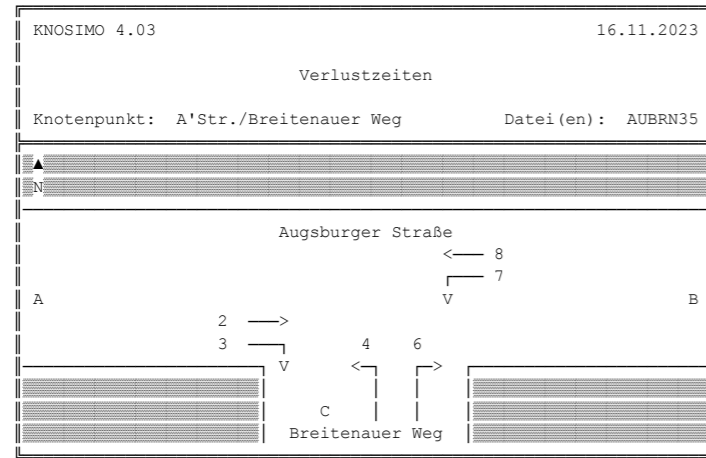 KNOSIMO 4.03 16.11.2023
Verlustzeiten
Knotenpunkt: A'Str./Breitenauer Weg Datei(en): AUBRN35
N
Augsburger Straße
8
7
A V B
2
3 4 6
V
C
Breitenauer Weg